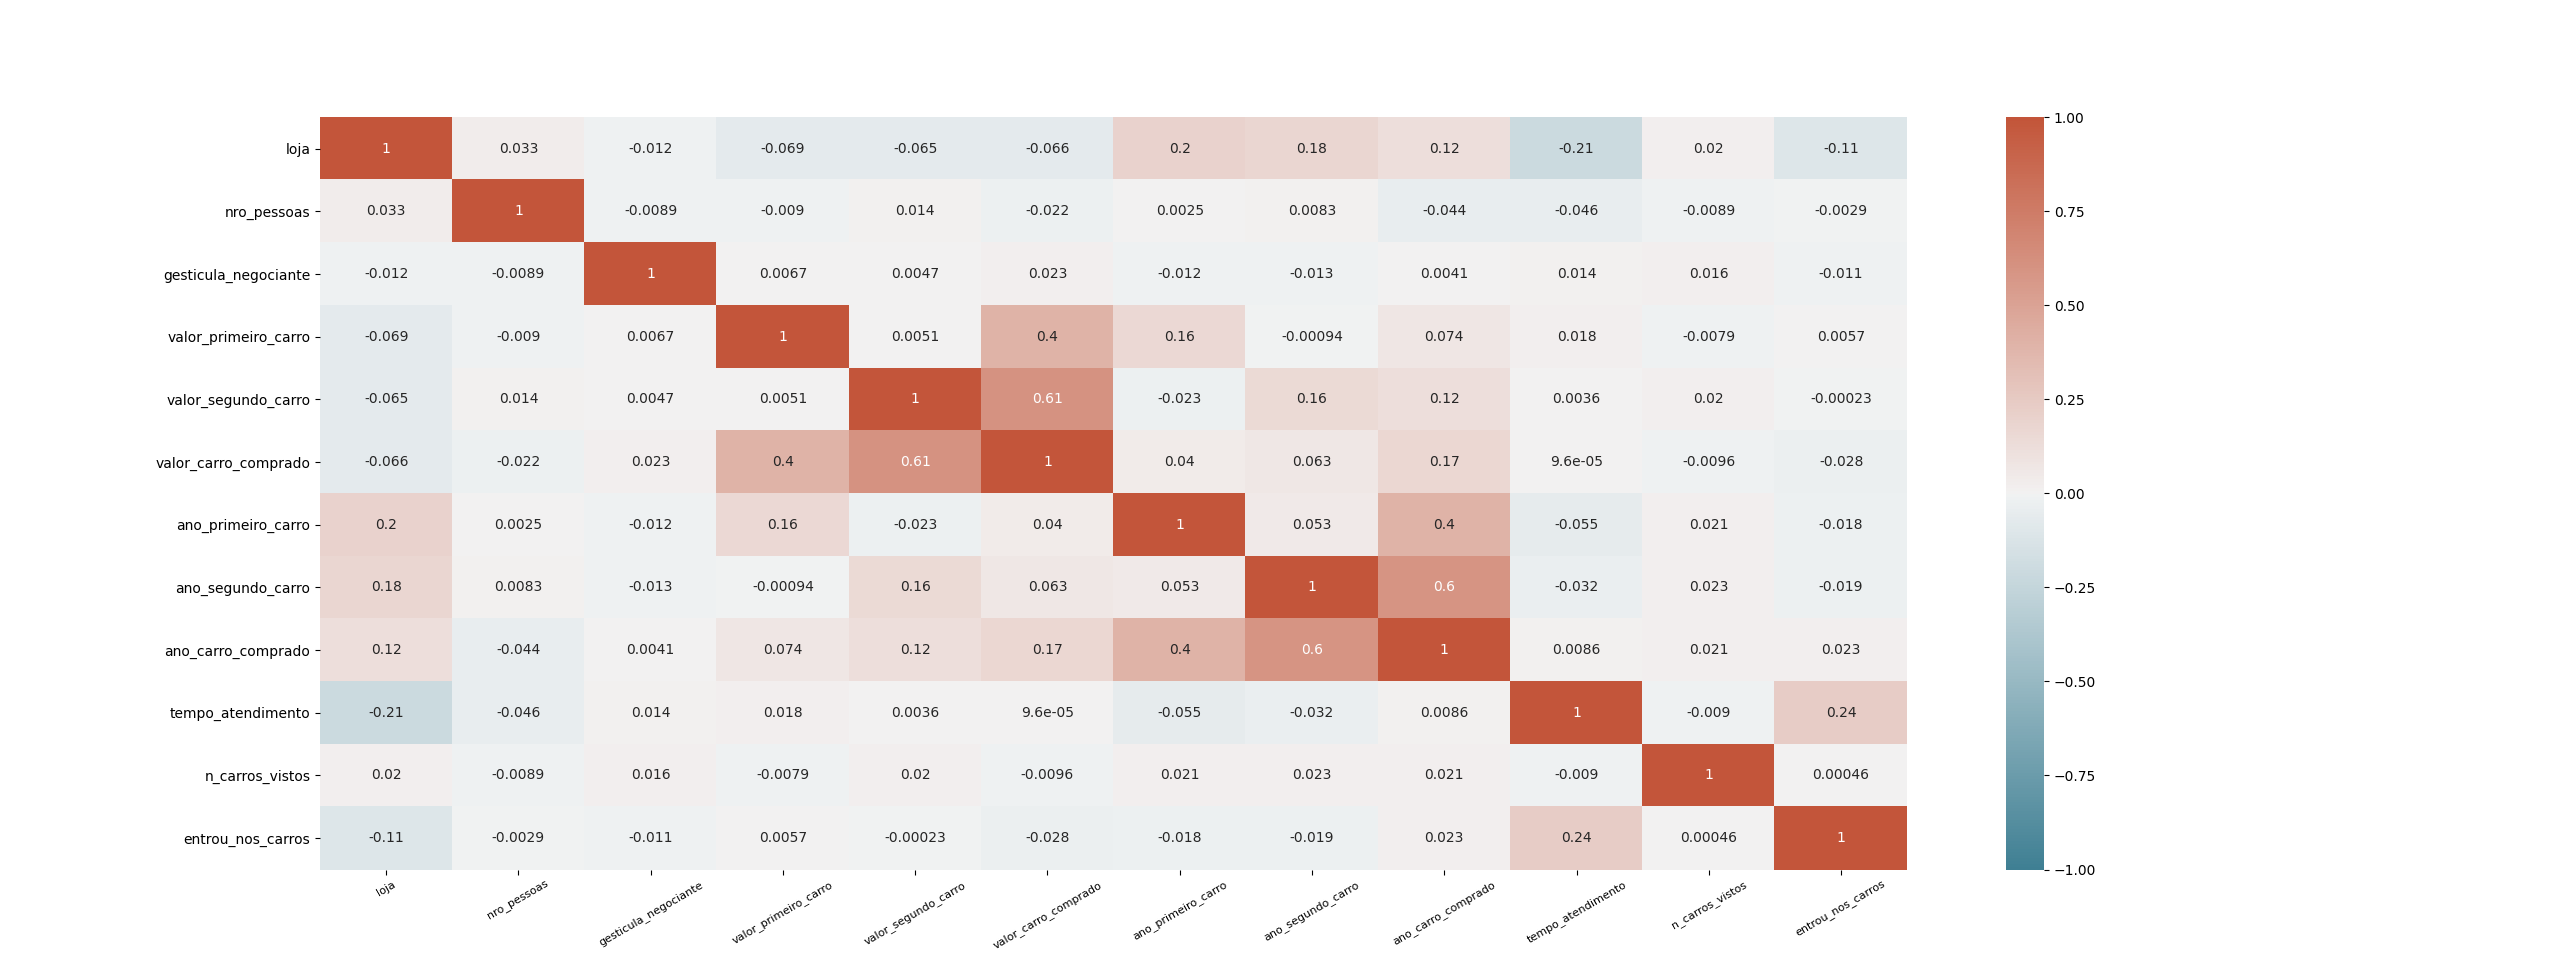 loja 1 0.033 -0.012 -0.069 -0.065 -0.066 0.2 0.18 0.12 -0.21 0.02 -0.11
nro_pessoas 0.033 1 -0.0089 -0.009 0.014 -0.022 0.0025 0.0083 -0.044 -0.046 -0.0089 -0.0029
gesticula_negociante -0.012 -0.0089 1 0.0067 0.0047 0.023 -0.012 -0.013 0.0041 0.014 0.016 -0.011
valor_primeiro_carro -0.069 -0.009 0.0067 1 0.0051 0.4 0.16 -0.00094 0.074 0.018 -0.0079 0.0057
valor_segundo_carro -0.065 0.014 0.0047 0.0051 1 0.61 -0.023 0.16 0.12 0.0036 0.02 -0.00023
valor_carro_comprado -0.066 -0.022 0.023 0.4 0.61 1 0.04 0.063 0.17 9.6e-05 -0.0096 -0.028
ano_primeiro_carro 0.2 0.0025 -0.012 0.16 -0.023 0.04 1 0.053 0.4 -0.055 0.021 -0.018
ano_segundo_carro 0.18 0.0083 -0.013 -0.00094 0.16 0.063 0.053 1 0.6 -0.032 0.023 -0.019
ano_carro_comprado 0.12 -0.044 0.0041 0.074 0.12 0.17 0.4 0.6 1 0.0086 0.021 0.023
tempo_atendimento -0.21 -0.046 0.014 0.018 0.0036 9.6e-05 -0.055 -0.032 0.0086 1 -0.009 0.24
n_carros_vistos 0.02 -0.0089 0.016 -0.0079 0.02 -0.0096 0.021 0.023 0.021 -0.009 1 0.00046
entrou_nos_carros -0.11 -0.0029 -0.011 0.0057 -0.00023 -0.028 -0.018 -0.019 0.023 0.24 0.00046 1
loja nro_pessoas gesticula_negociante valor_primeiro_carro valor_segundo_carro valor_carro_comprado ano_primeiro_carro ano_segundo_carro ano_carro_comprado tempo_atendimento n_carros_vistos entrou_nos_carros
1.00
0.75
0.50
0.25
0.00
−0.25
−0.50
−0.75
−1.00